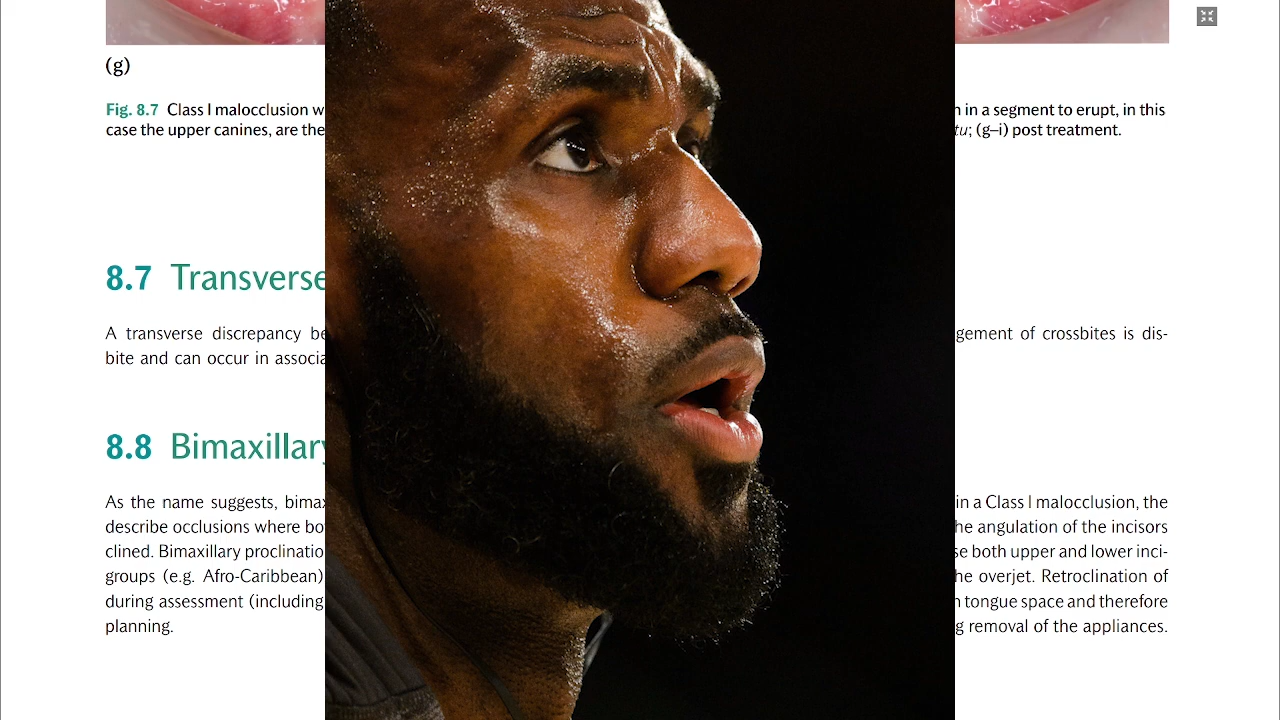 (g)
Fig. 8.7 Class I malocclusion w
n in a segment to erupt, in this
case the upper canines, are the
tu; (g–i) post treatment.
8.7 Transverse
A transverse discrepancy be
gement of crossbites is dis-
bite and can occur in associa
8.8 Bimaxillary
As the name suggests, bimax
in a Class I malocclusion, the
describe occlusions where bo
he angulation of the incisors
clined. Bimaxillary proclinatio
se both upper and lower inci-
groups (e.g. Afro-Caribbean)
he overjet. Retroclination of
during assessment (including
n tongue space and therefore
planning.
g removal of the appliances.